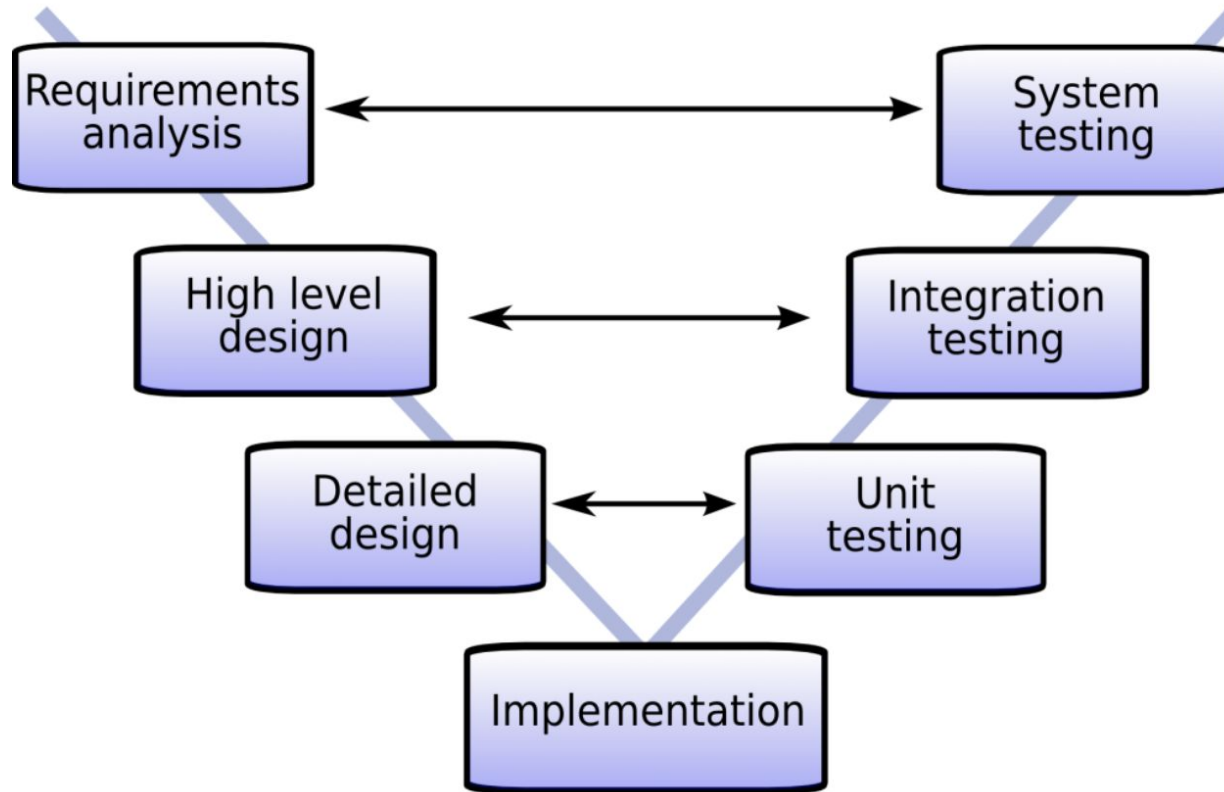 Requirements
analysis
System
testing
High level
design
Integration
testing
Detailed
design
Unit
testing
Implementation